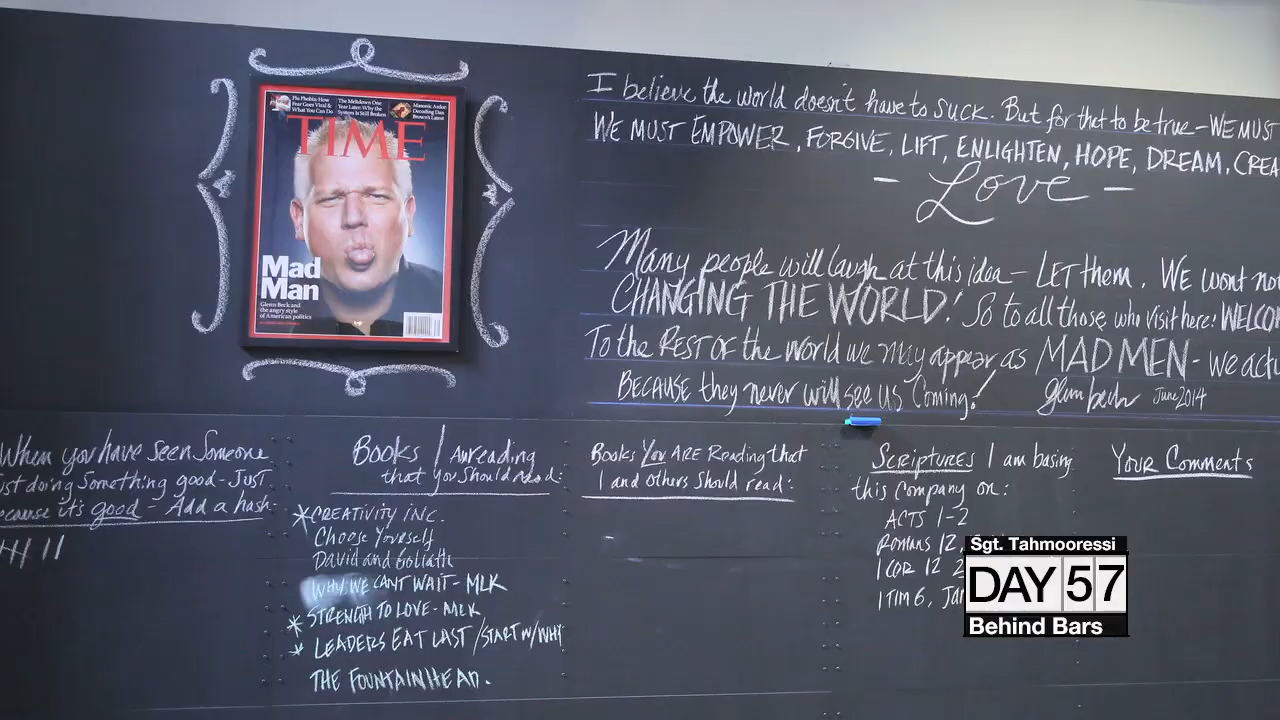 Flu Phobia: How Fear Goes Viral & What You Can Do
The Meltdown One Year Later: Why the System Is Still Broken
Masonic Ardor: Decoding Dan Brown's Latest
TIME
Mad
Man
Glenn Beck and
the angry style
of American politics
I believe the world doesn't have to SUCK. But for that to be true - WE MUST
WE MUST EMPOWER, FORGIVE, LIFT, ENLIGHTEN, HOPE, DREAM, CREA
- Love -
Many people will laugh at this idea - LET them. WE wont not
CHANGING THE WORLD! So to all those who visit here: WELCO
To the REST OF the world we may appear as MAD MEN - we actu
BECAUSE they never will see us Coming!
glenn beck June 2014
When you have seen Someone
ust doing Something good - JUST
ecause it's good - Add a hash
Books I Am reading
that you Should read:
*CREATIVITY INC.
Choose Yourself
David and Goliath
WHY WE CANT WAIT - MLK
*STRENGTH TO LOVE - MLK
* LEADERS EAT LAST / START W/ WHY
THE FOUNTAINHEAD.
Books You ARE Reading that
I and others Should read:
SCRIPTURES I am basing
this Company on:
ACTS 1-2
ROMANS 12,
1 COR 12 2
1 TIM 6, Ja
YOUR COMMENTS
Sgt. Tahmooressi
DAY 57
Behind Bars